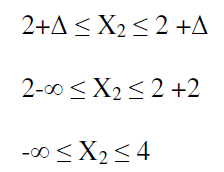 2+Δ ≤ X₂ ≤ 2 +Δ
2-∞ ≤ X₂ ≤ 2 +2
-∞ ≤ X₂ ≤ 4